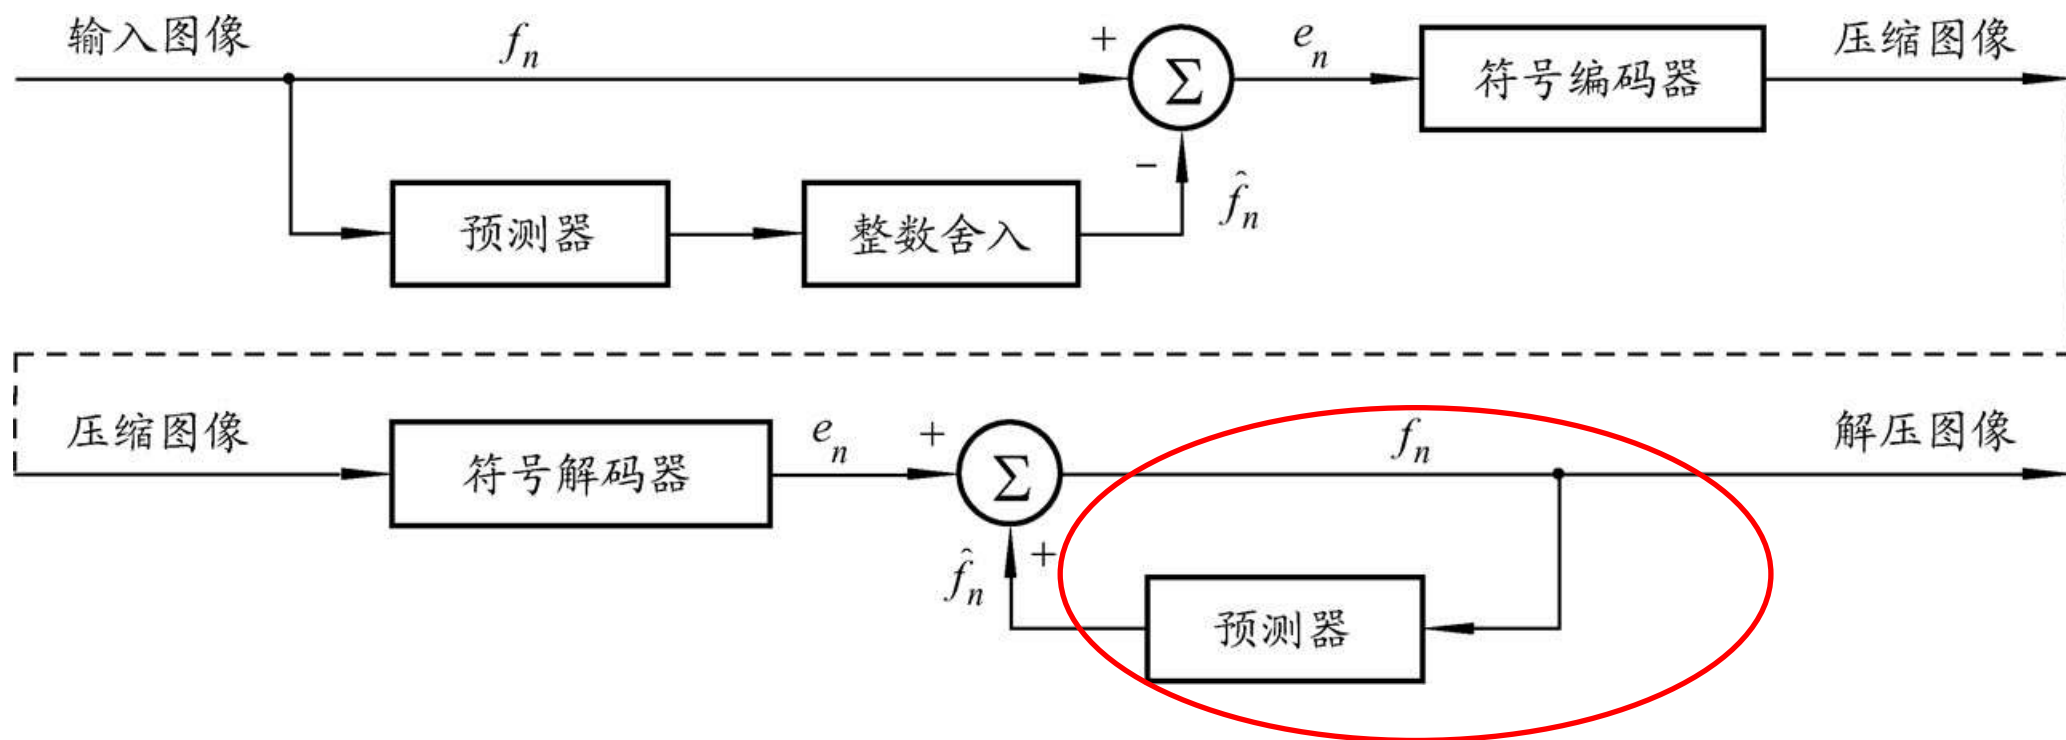 输入图像
f_n
+
Σ
e_n
符号编码器
压缩图像
−
f̂_n
预测器
整数舍入
压缩图像
符号解码器
e_n
+
Σ
f_n
解压图像
f̂_n
+
预测器